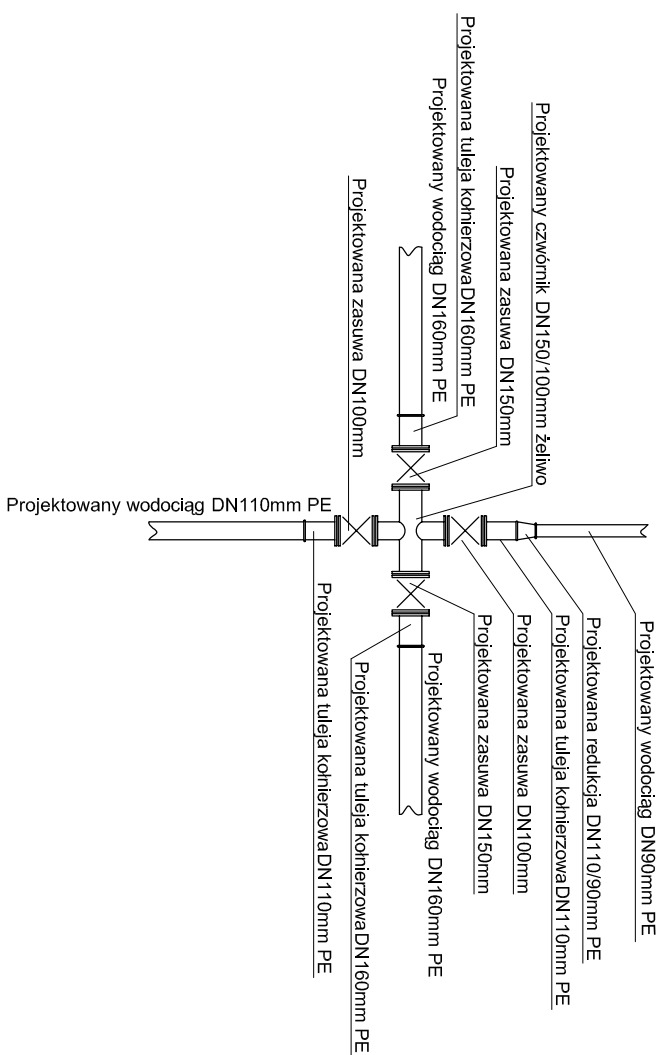 Projektowana tuleja kołnierzowaDN160mm PE
Projektowany wodociąg DN160mm PE
Projektowany czwórnik DN150/100mm żeliwo
Projektowana zasuwa DN150mm
Projektowana zasuwa DN100mm
Projektowany wodociąg DN110mm PE
Projektowany wodociąg DN90mm PE
Projektowana redukcja DN110/90mm PE
Projektowana tuleja kołnierzowaDN110mm PE
Projektowana zasuwa DN100mm
Projektowana zasuwa DN150mm
Projektowany wodociąg DN160mm PE
Projektowana tuleja kołnierzowaDN160mm PE
Projektowana tuleja kołnierzowaDN110mm PE